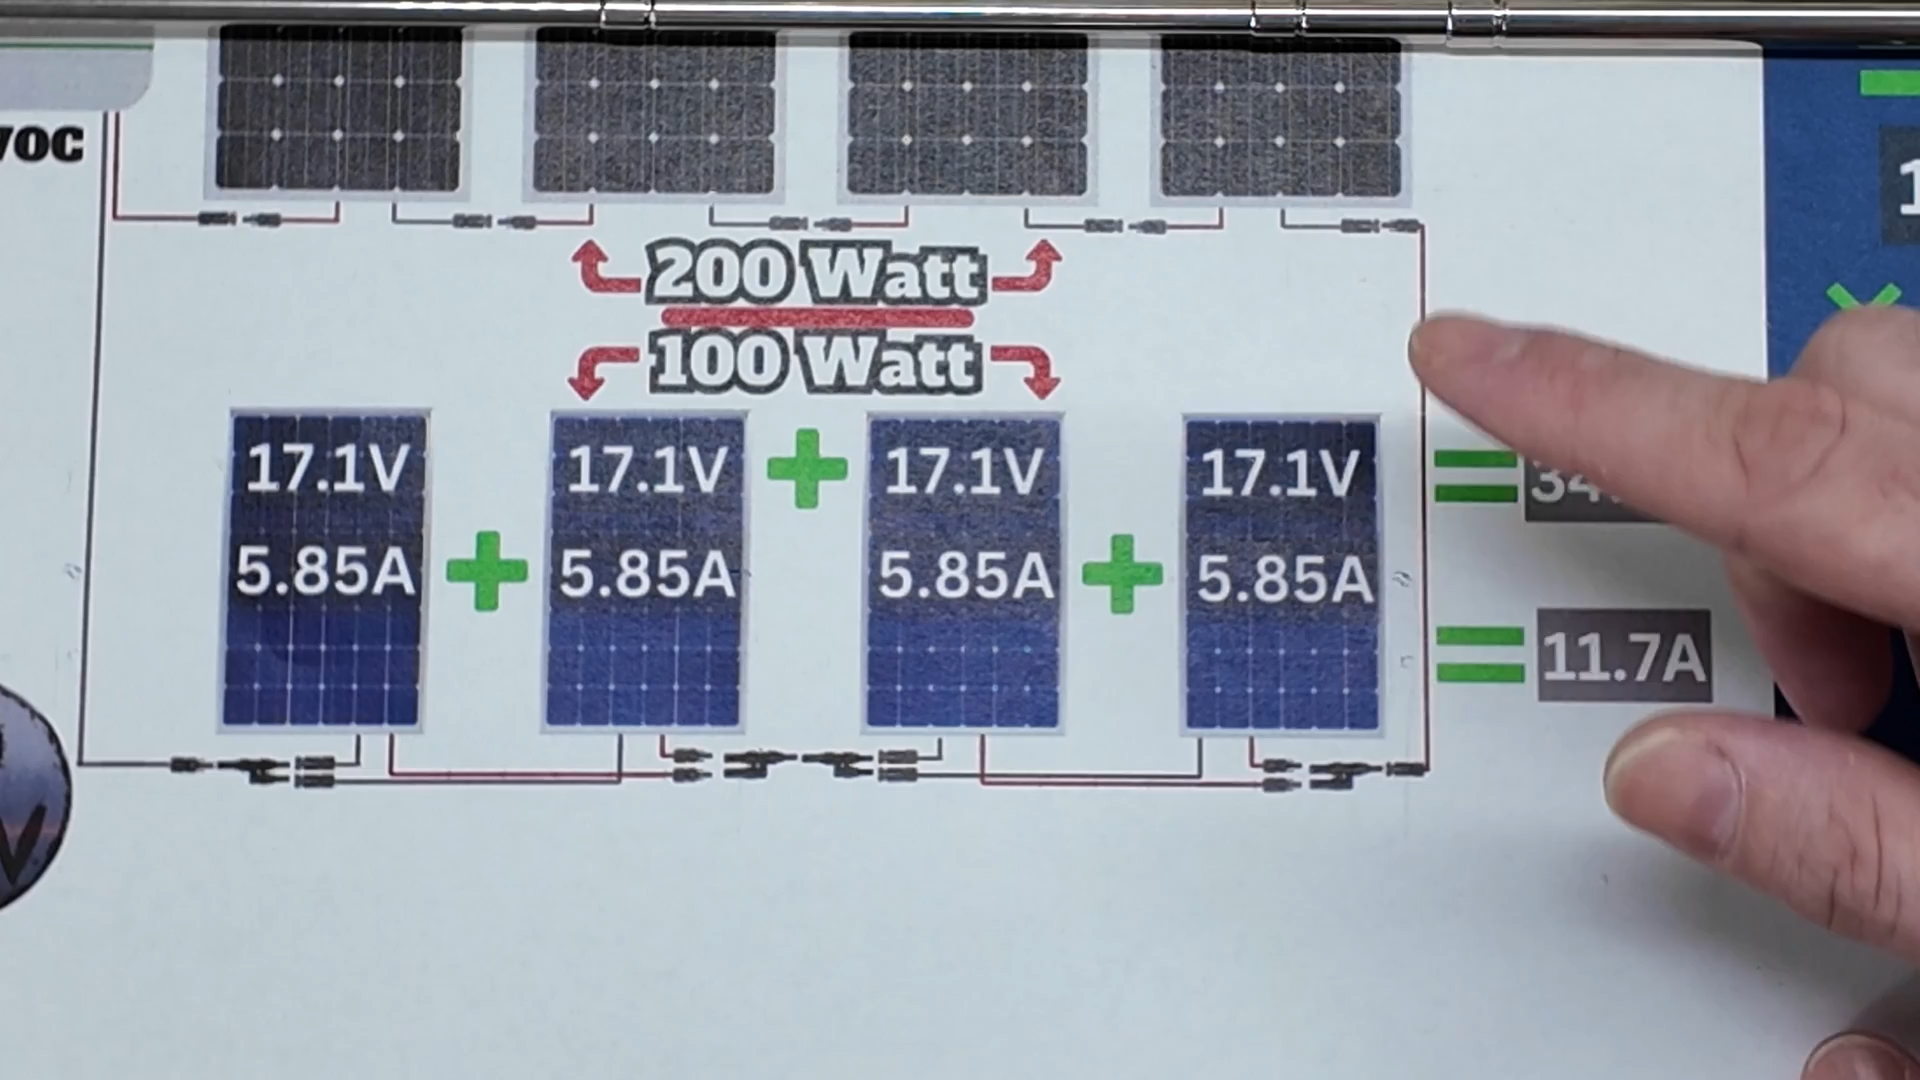 VOC
200 Watt
100 Watt
17.1V + 17.1V + 17.1V 17.1V =
5.85A + 5.85A 5.85A + 5.85A
= 11.7A